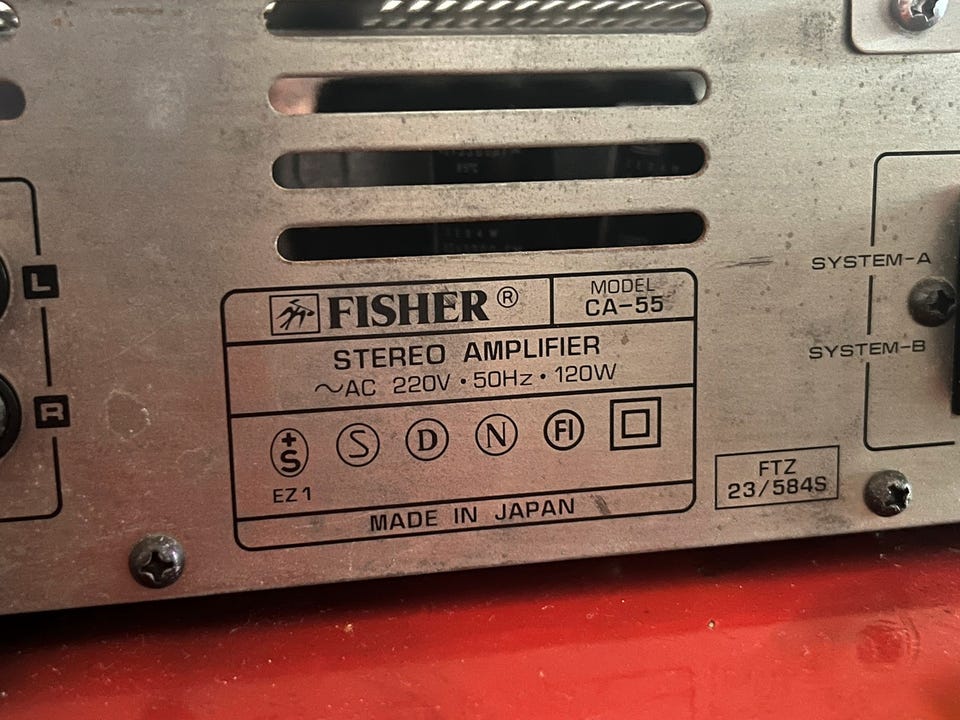 L
R
FISHER®
MODEL
CA-55
STEREO AMPLIFIER
~AC 220V·50Hz·120W
+S
S
D
N
FI
EZ1
MADE IN JAPAN
SYSTEM-A
SYSTEM-B
FTZ
23/584S